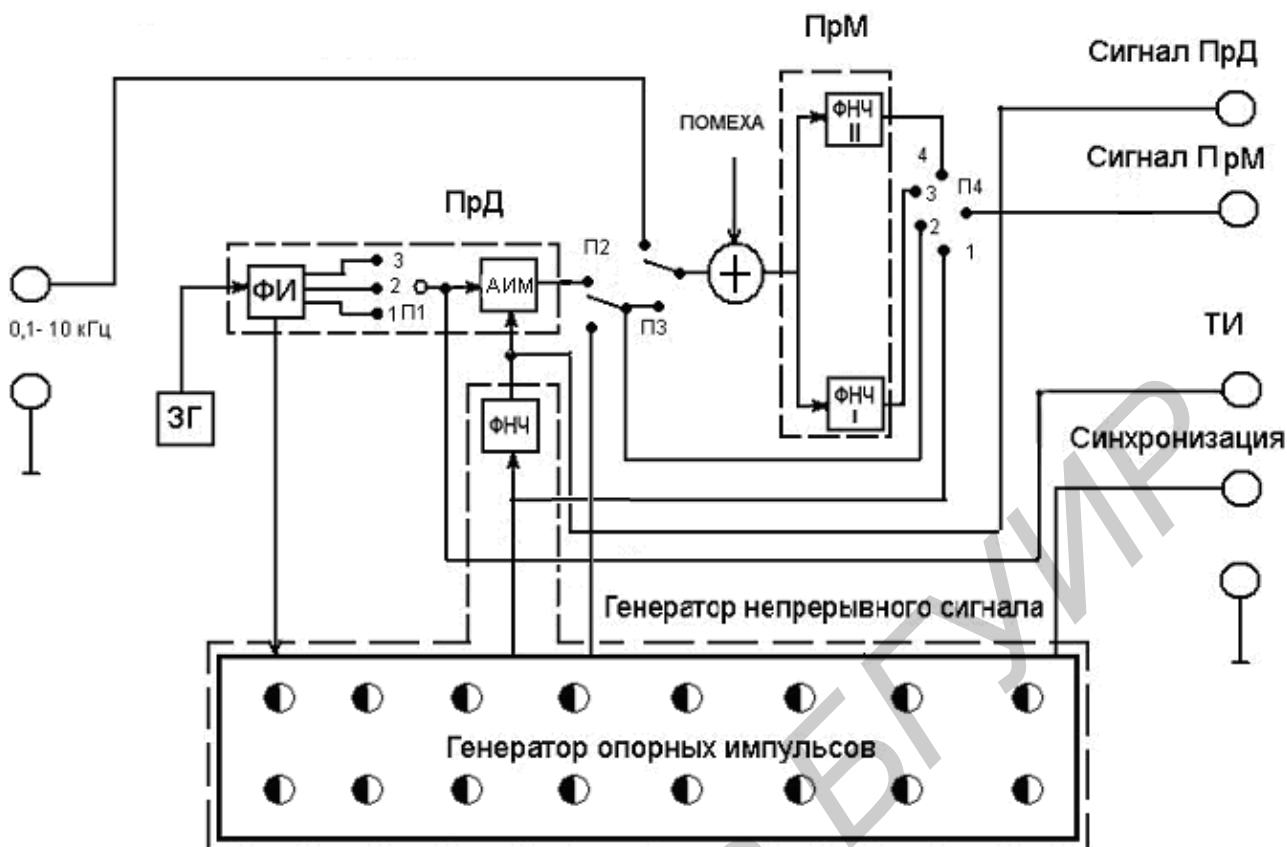 ПрМ
Сигнал ПрД
ФНЧ
II
ПОМЕХА
4
Сигнал ПрМ
П4
3
ПрД
2
П2
1
3
ФИ
2
АИМ
1
П1
0,1- 10 кГц
П3
ТИ
ЗГ
ФНЧ
I
ФНЧ
Синхронизация
Генератор непрерывного сигнала
Генератор опорных импульсов
БГУИР